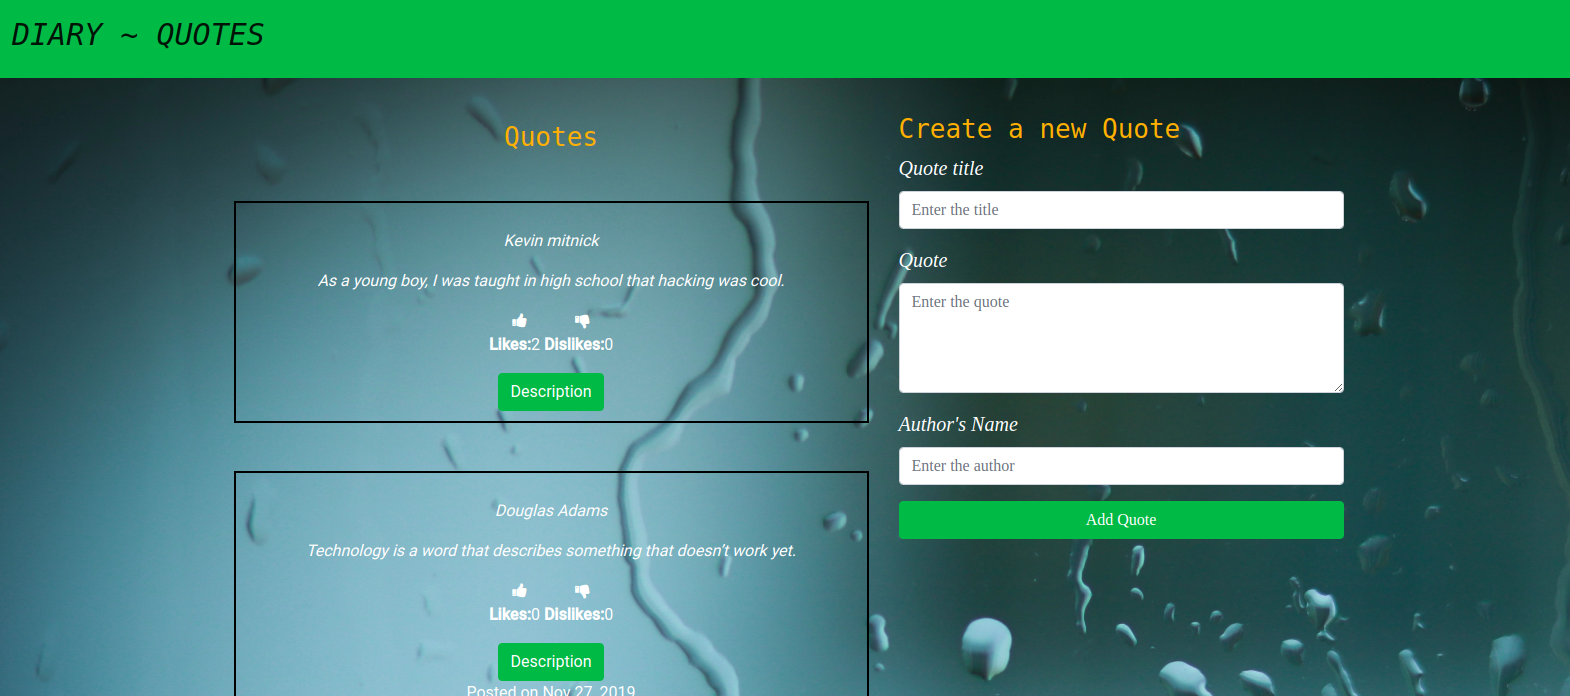 DIARY ~ QUOTES
Quotes
Kevin mitnick
As a young boy, I was taught in high school that hacking was cool.
Likes:2 Dislikes:0
Description
Douglas Adams
Technology is a word that describes something that doesn't work yet.
Likes:0 Dislikes:0
Description
Posted on Nov 27, 2019
Create a new Quote
Quote title
Enter the title
Quote
Enter the quote
Author's Name
Enter the author
Add Quote